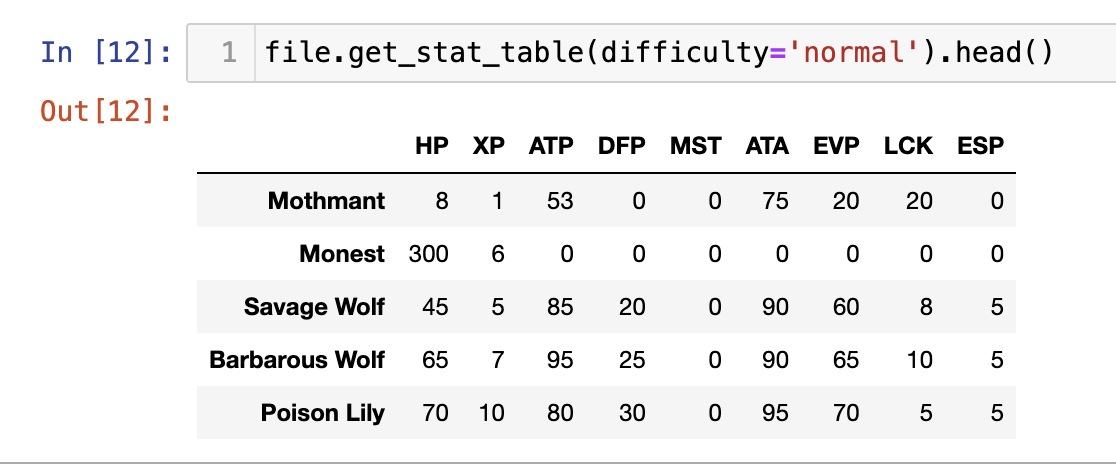 In [12]: 1 file.get_stat_table(difficulty='normal').head()
Out[12]:
HP XP ATP DFP MST ATA EVP LCK ESP
Mothmant 8 1 53 0 0 75 20 20 0
Monest 300 6 0 0 0 0 0 0 0
Savage Wolf 45 5 85 20 0 90 60 8 5
Barbarous Wolf 65 7 95 25 0 90 65 10 5
Poison Lily 70 10 80 30 0 95 70 5 5